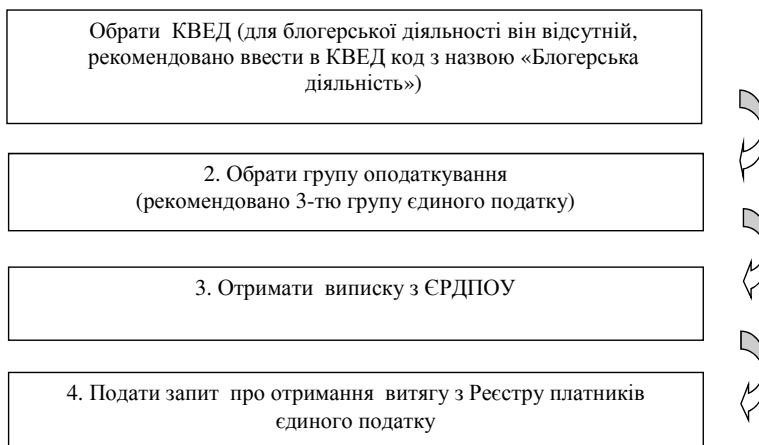 Обрати КВЕД (для блогерської діяльності він відсутній,
рекомендовано ввести в КВЕД код з назвою «Блогерська
діяльність»)
2. Обрати групу оподаткування
(рекомендовано 3-тю групу єдиного податку)
3. Отримати виписку з ЄРДПОУ
4. Подати запит про отримання витягу з Реєстру платників
єдиного податку